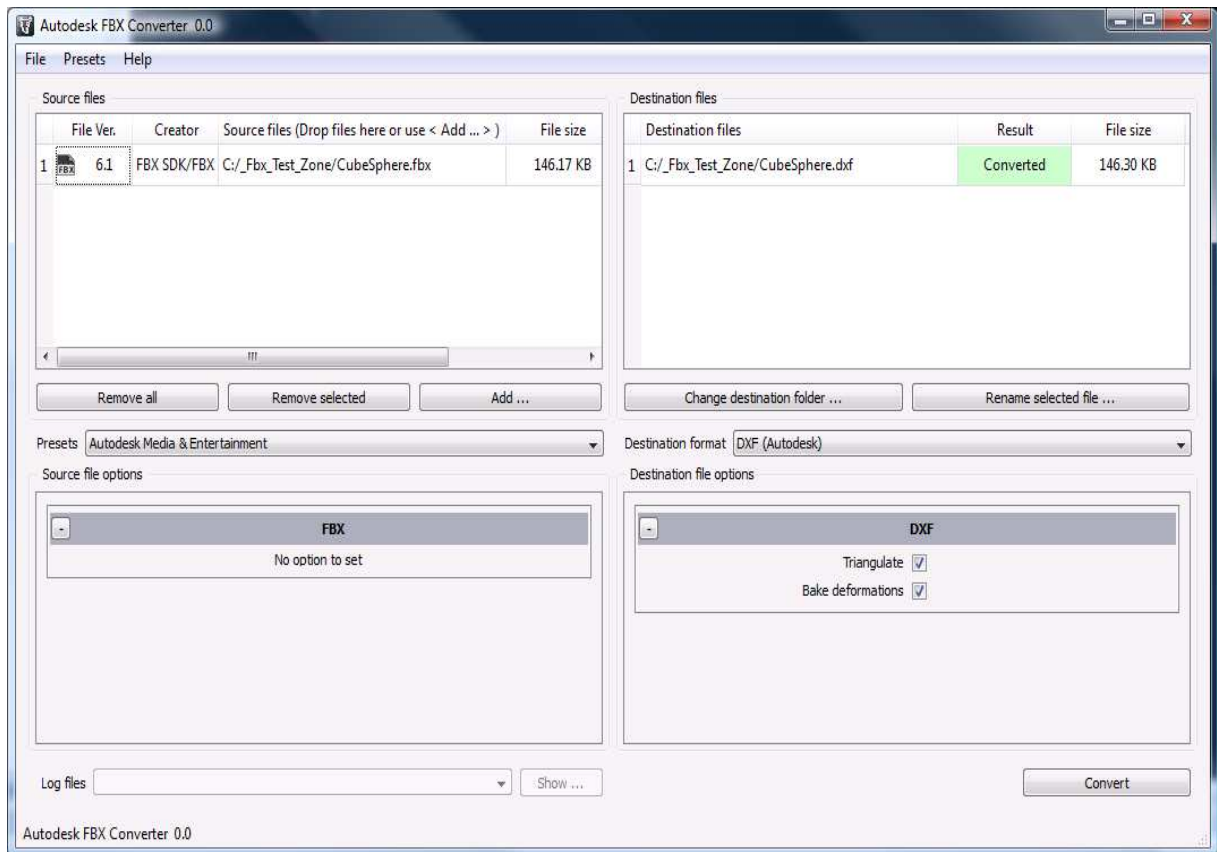 Autodesk FBX Converter 0.0
File Presets Help
Source files
File Ver. Creator Source files (Drop files here or use < Add ... > ) File size
1 FBX 6.1 FBX SDK/FBX C:/_Fbx_Test_Zone/CubeSphere.fbx 146.17 KB
Remove all Remove selected Add ...
Destination files
Destination files Result File size
1 C:/_Fbx_Test_Zone/CubeSphere.dxf Converted 146.30 KB
Change destination folder ... Rename selected file ...
Presets Autodesk Media & Entertainment
Destination format DXF (Autodesk)
Source file options
- FBX
No option to set
Destination file options
- DXF
Triangulate
Bake deformations
Log files Show ...
Convert
Autodesk FBX Converter 0.0